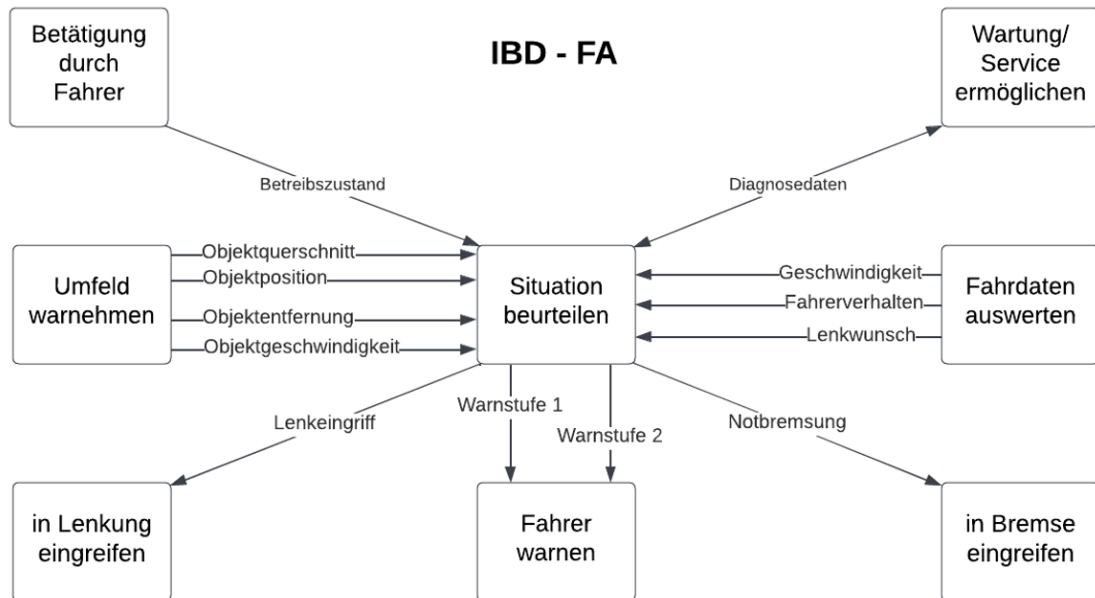 Betätigung
durch
Fahrer
IBD - FA
Wartung/
Service
ermöglichen
Betreibszustand
Diagnosedaten
Umfeld
warnehmen
Objektquerschnitt
Objektposition
Objektentfernung
Objektgeschwindigkeit
Situation
beurteilen
Geschwindigkeit
Fahrerverhalten
Lenkwunsch
Fahrdaten
auswerten
Lenkeingriff
Warnstufe 1
Warnstufe 2
Notbremsung
in Lenkung
eingreifen
Fahrer
warnen
in Bremse
eingreifen